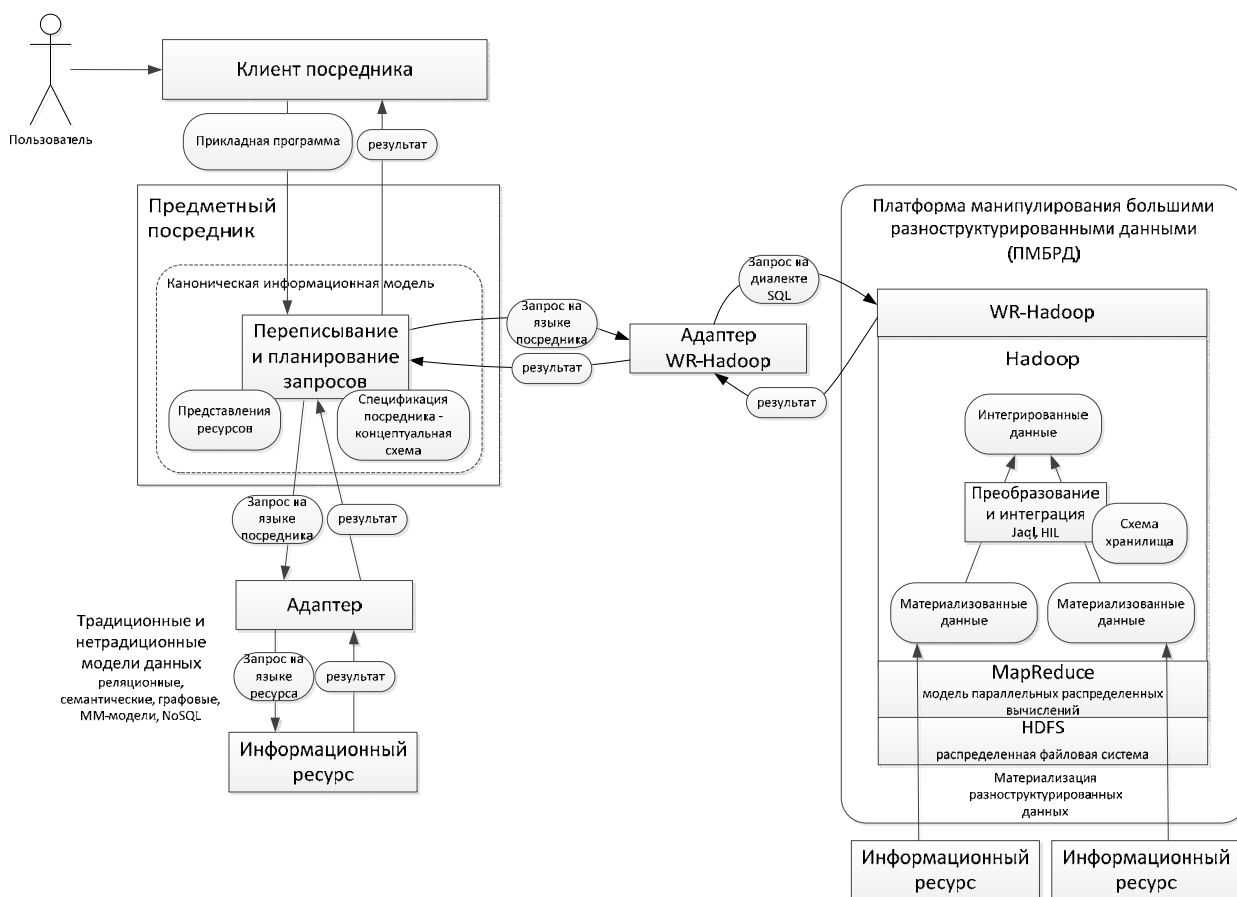 Пользователь
Клиент посредника
Прикладная программа
результат
Предметный
посредник
Каноническая информационная модель
Переписывание
и планирование
запросов
Представления
ресурсов
Спецификация
посредника -
концептуальная
схема
Запрос на
языке
посредника
результат
Адаптер
WR-Hadoop
Запрос на
диалекте
SQL
результат
Платформа манипулирования большими
разноструктурированными данными
(ПМБРД)
WR-Hadoop
Hadoop
Интегрированные
данные
Преобразование
и интеграция
Jaql, HIL
Схема
хранилища
Материализованные
данные
Материализованные
данные
MapReduce
модель параллельных распределенных
вычислений
HDFS
распределенная файловая система
Материализация
разноструктурированных
данных
Информационный
ресурс
Информационный
ресурс
Запрос на
языке
посредника
результат
Адаптер
Традиционные и
нетрадиционные
модели данных
реляционные,
семантические, графовые,
ММ-модели, NoSQL
Запрос на
языке
ресурса
результат
Информационный
ресурс